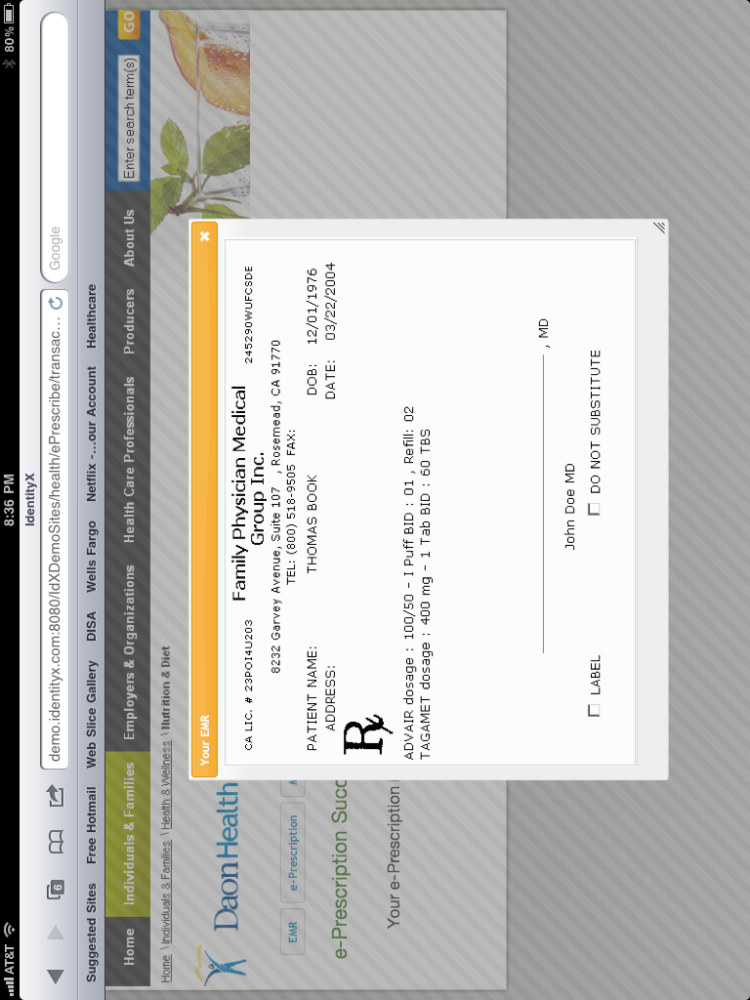 AT&T 8:36 PM 80%
IdentityX
6 demo.identityx.com:8080/IdXDemoSites/health/ePrescribe/transac... Google
Suggested Sites Free Hotmail Web Slice Gallery DISA Wells Fargo Netflix -...our Account Healthcare
Home Individuals & Families Employers & Organizations Health Care Professionals Producers About Us Enter search term(s) GO
Home \ Individuals & Families \ Health & Wellness \ Nutrition & Diet
DaonHealth
EMR e-Prescription
e-Prescription Succ
Your e-Prescription
Your EMR
CA LIC. # 23POI4U203 Family Physician Medical 245290WUFCSDE
Group Inc.
8232 Garvey Avenue, Suite 107 , Rosemead, CA 91770
TEL: (800) 518-9505 FAX:
PATIENT NAME: THOMAS BOOK DOB: 12/01/1976
ADDRESS: DATE: 03/22/2004
Rx
ADVAIR dosage : 100/50 - I Puff BID : 01 , Refill: 02
TAGAMET dosage : 400 mg - 1 Tab BID : 60 TBS
, MD
John Doe MD
LABEL DO NOT SUBSTITUTE